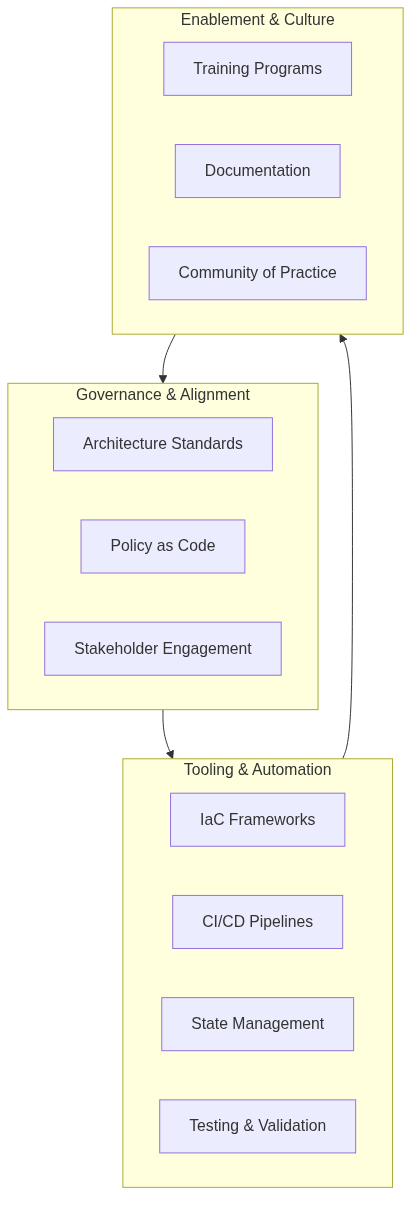 Enablement & Culture
Training Programs
Documentation
Community of Practice
Governance & Alignment
Architecture Standards
Policy as Code
Stakeholder Engagement
Tooling & Automation
IaC Frameworks
CI/CD Pipelines
State Management
Testing & Validation